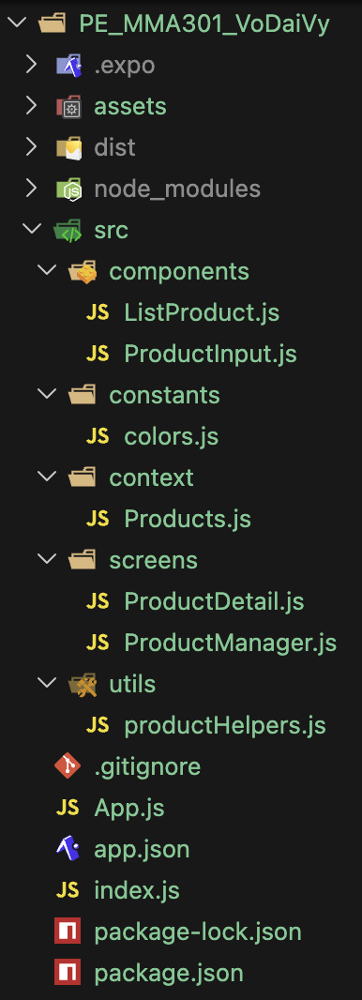 PE_MMA301_VoDaiVy
.expo
assets
dist
node_modules
src
components
JS ListProduct.js
JS ProductInput.js
constants
JS colors.js
context
JS Products.js
screens
JS ProductDetail.js
JS ProductManager.js
utils
JS productHelpers.js
.gitignore
JS App.js
app.json
JS index.js
package-lock.json
package.json